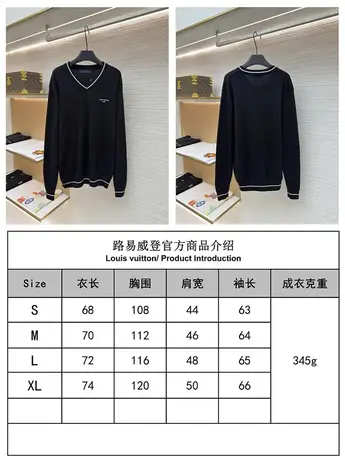 路易威登官方商品介绍
Louis vuitton/ Product Introduction
Size 衣长 胸围 肩宽 袖长 成衣克重
S 68 108 44 63
M 70 112 46 64
L 72 116 48 65 345g
XL 74 120 50 66